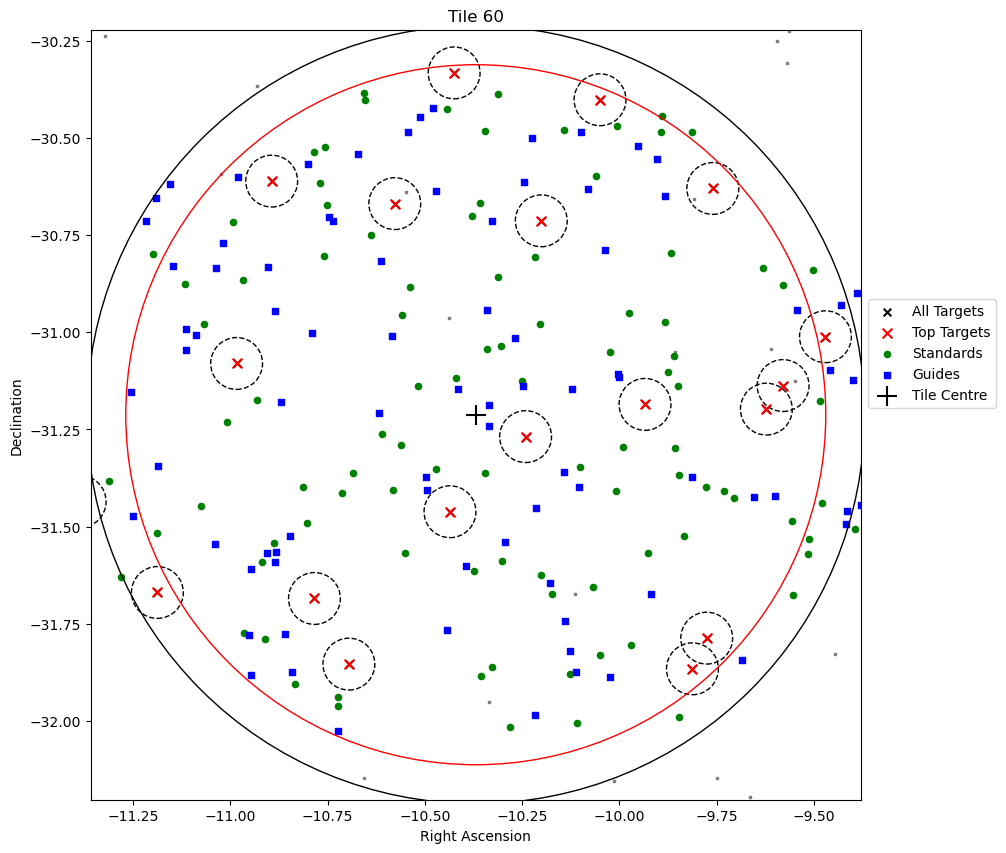 Tile 60
−30.25
−30.50
−30.75
−31.00
−31.25
−31.50
−31.75
−32.00
Declination
−11.25
−11.00
−10.75
−10.50
−10.25
−10.00
−9.75
−9.50
Right Ascension
All Targets
Top Targets
Standards
Guides
Tile Centre